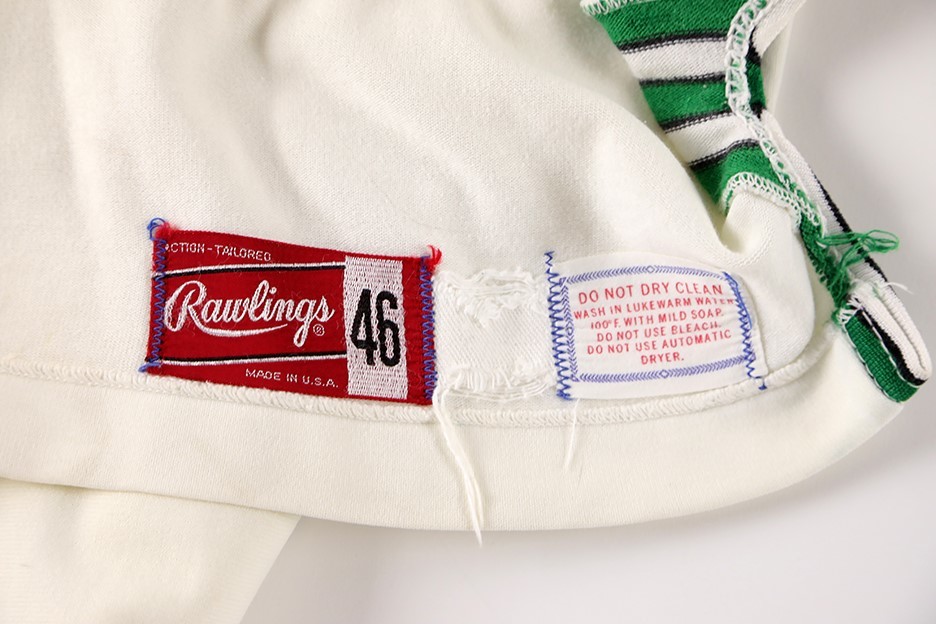 ACTION-TAILORED
Rawlings®
46
MADE IN U.S.A.
DO NOT DRY CLEAN
WASH IN LUKEWARM WATER
100° F. WITH MILD SOAP.
DO NOT USE BLEACH.
DO NOT USE AUTOMATIC
DRYER.